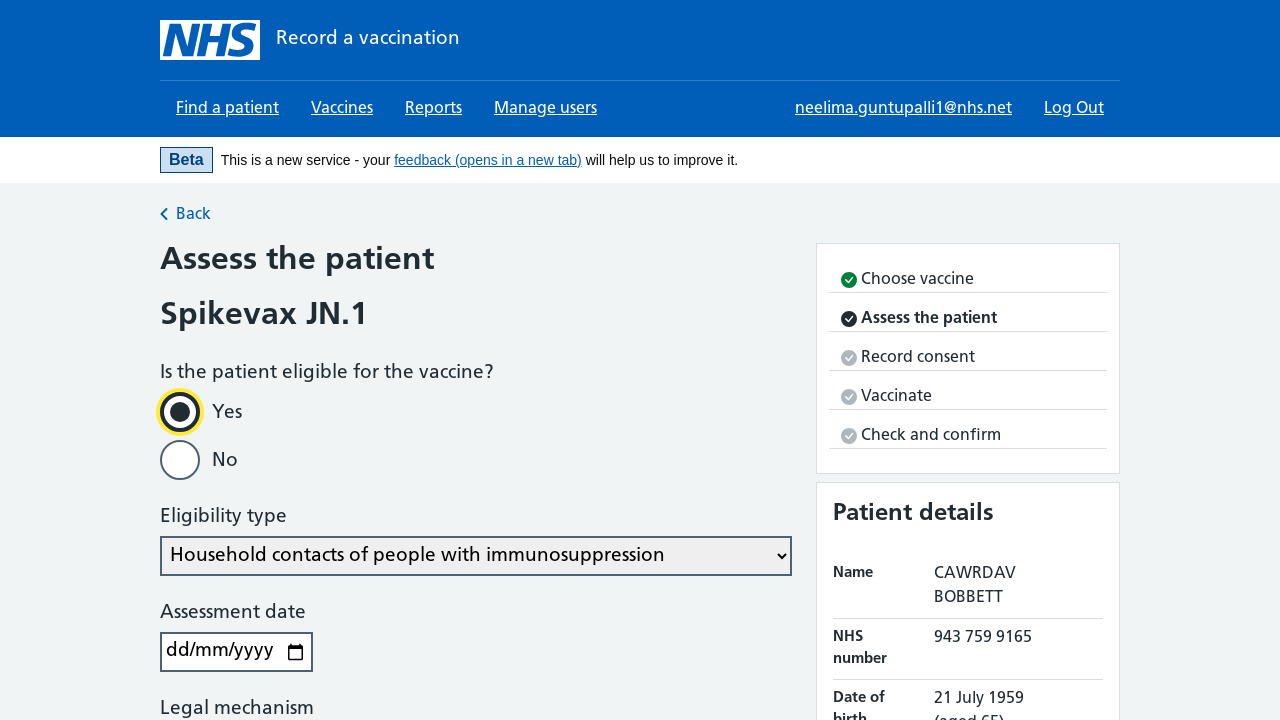 NHS Record a vaccination
Find a patient Vaccines Reports Manage users neelima.guntupalli1@nhs.net Log Out
Beta This is a new service - your feedback (opens in a new tab) will help us to improve it.
Back
Assess the patient
Spikevax JN.1
Is the patient eligible for the vaccine?
Yes
No
Eligibility type
Household contacts of people with immunosuppression
Assessment date
dd/mm/yyyy
Legal mechanism
Choose vaccine
Assess the patient
Record consent
Vaccinate
Check and confirm
Patient details
Name CAWRDAV
BOBBETT
NHS 943 759 9165
number
Date of 21 July 1959
birth (aged 65)